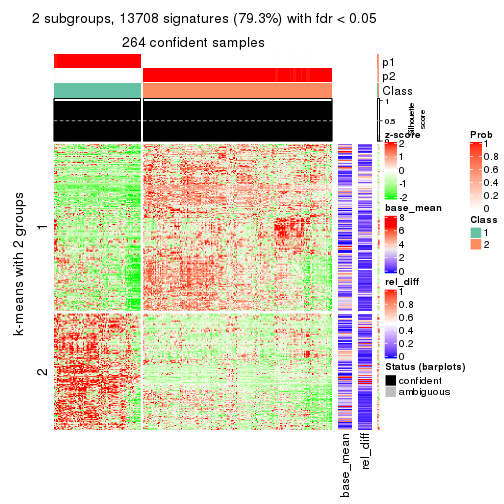 2 subgroups, 13708 signatures (79.3%) with fdr < 0.05
264 confident samples
p1
p2
Class
1
0.5
0
Silhouette
score
k-means with 2 groups
1
2
base_mean
rel_diff
z-score
2
1
0
-1
-2
base_mean
8
6
4
2
0
rel_diff
1
0.8
0.6
0.4
0.2
0
Status (barplots)
confident
ambiguous
Prob
1
0.8
0.6
0.4
0.2
0
Class
1
2